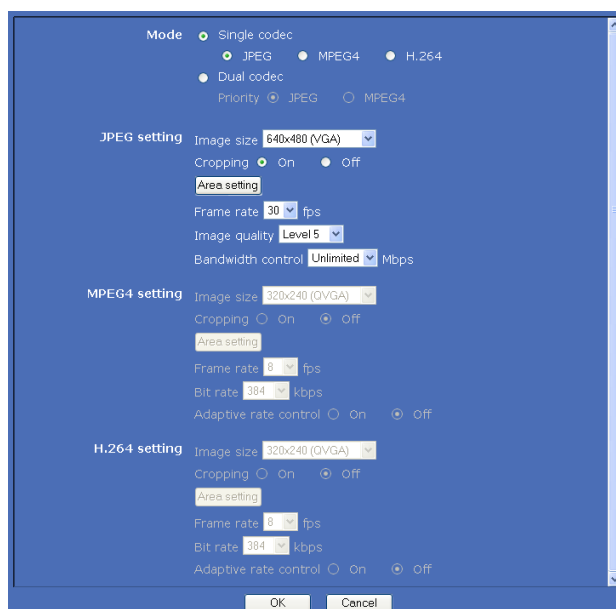 Mode Single codec
JPEG MPEG4 H.264
Dual codec
Priority JPEG MPEG4
JPEG setting Image size 640x480 (VGA)
Cropping On Off
Area setting
Frame rate 30 fps
Image quality Level 5
Bandwidth control Unlimited Mbps
MPEG4 setting Image size 320x240 (QVGA)
Cropping On Off
Area setting
Frame rate 8 fps
Bit rate 384 kbps
Adaptive rate control On Off
H.264 setting Image size 320x240 (QVGA)
Cropping On Off
Area setting
Frame rate 8 fps
Bit rate 384 kbps
Adaptive rate control On Off
OK Cancel